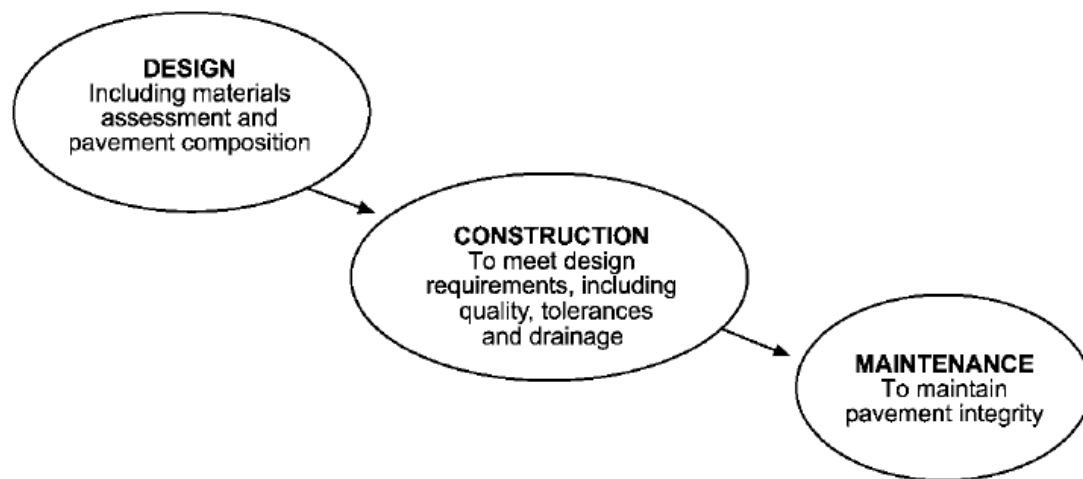 DESIGN
Including materials
assessment and
pavement composition
CONSTRUCTION
To meet design
requirements, including
quality, tolerances
and drainage
MAINTENANCE
To maintain
pavement integrity